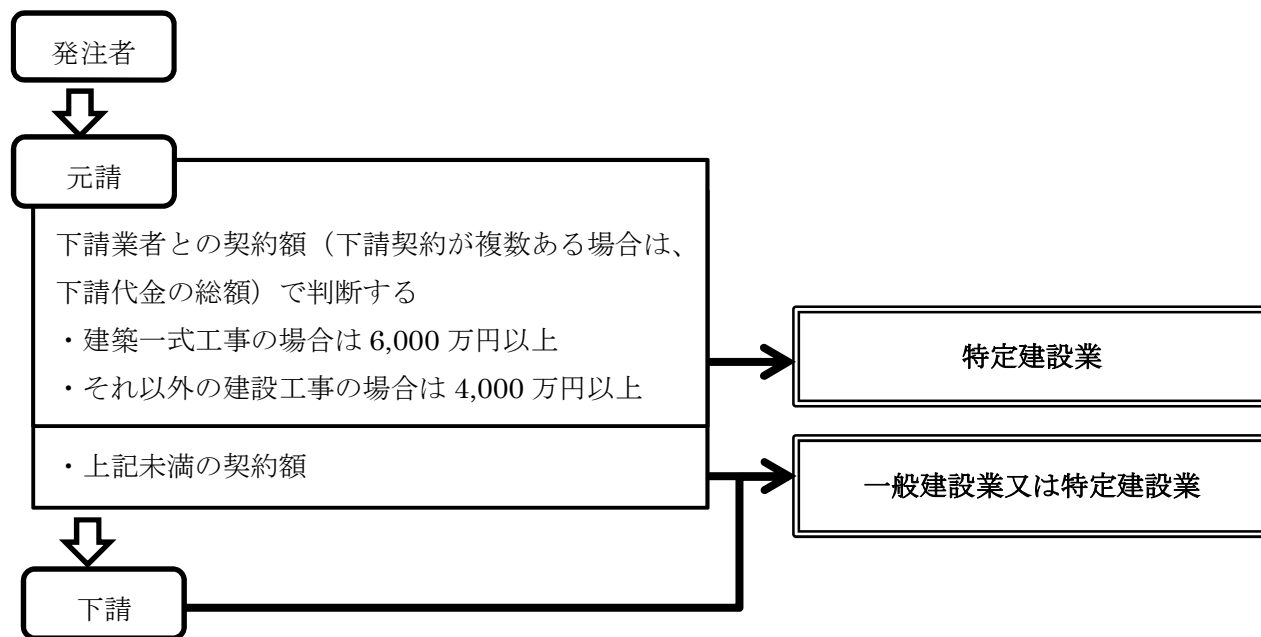 発注者
元請
下請業者との契約額（下請契約が複数ある場合は、
下請代金の総額）で判断する
・建築一式工事の場合は 6,000 万円以上
・それ以外の建設工事の場合は 4,000 万円以上
特定建設業
・上記未満の契約額
一般建設業又は特定建設業
下請